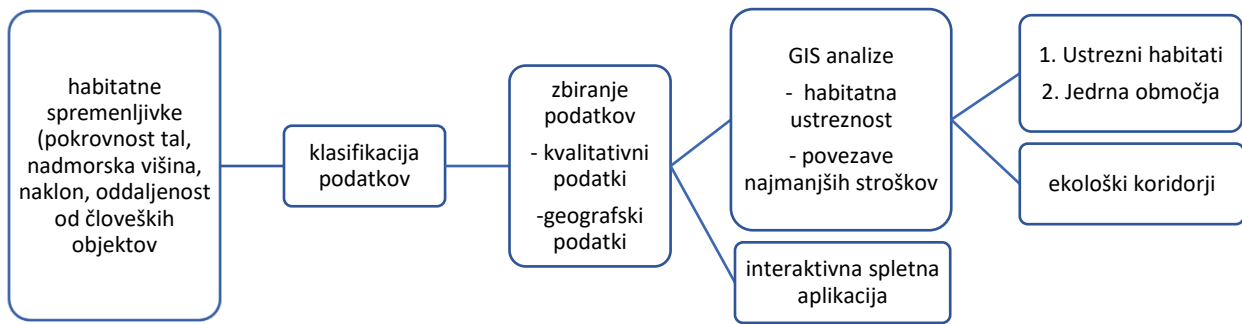 habitatne
spremenljivke
(pokrovnost tal,
nadmorska višina,
naklon, oddaljenost
od človeških
objektov
klasifikacija
podatkov
zbiranje
podatkov
- kvalitativni
podatki
-geografski
podatki
GIS analize
- habitatna
ustreznost
- povezave
najmanjših stroškov
interaktivna spletna
aplikacija
1. Ustrezni habitati
2. Jedrna območja
ekološki koridorji